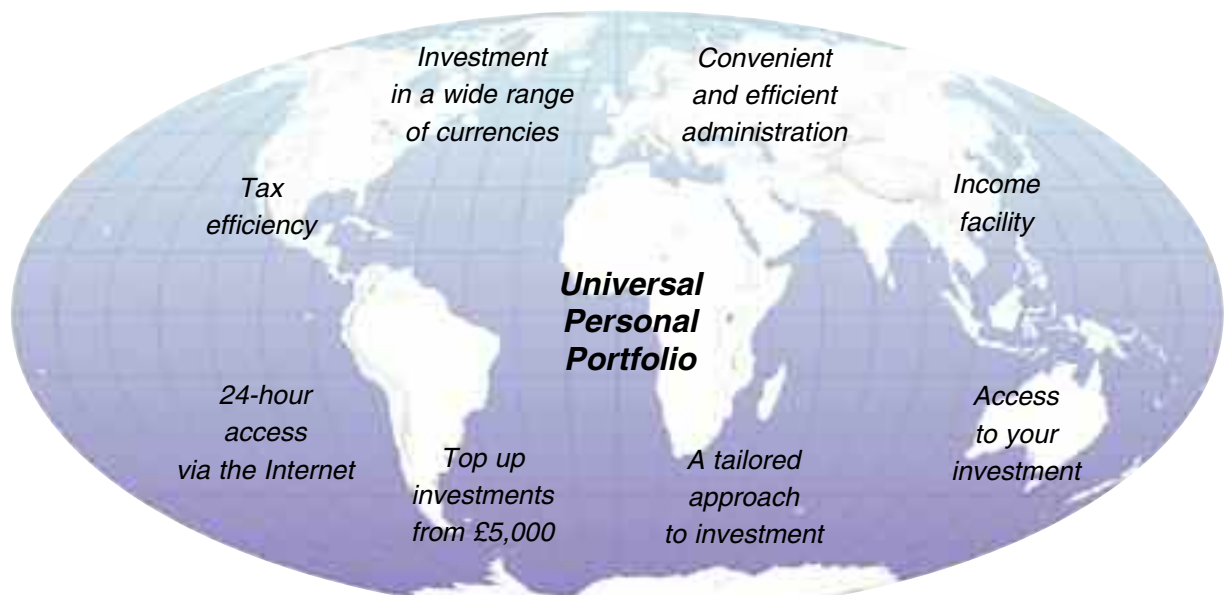 Investment
in a wide range
of currencies
Convenient
and efficient
administration
Tax
efficiency
Income
facility
Universal
Personal
Portfolio
24-hour
access
via the Internet
Top up
investments
from £5,000
A tailored
approach
to investment
Access
to your
investment